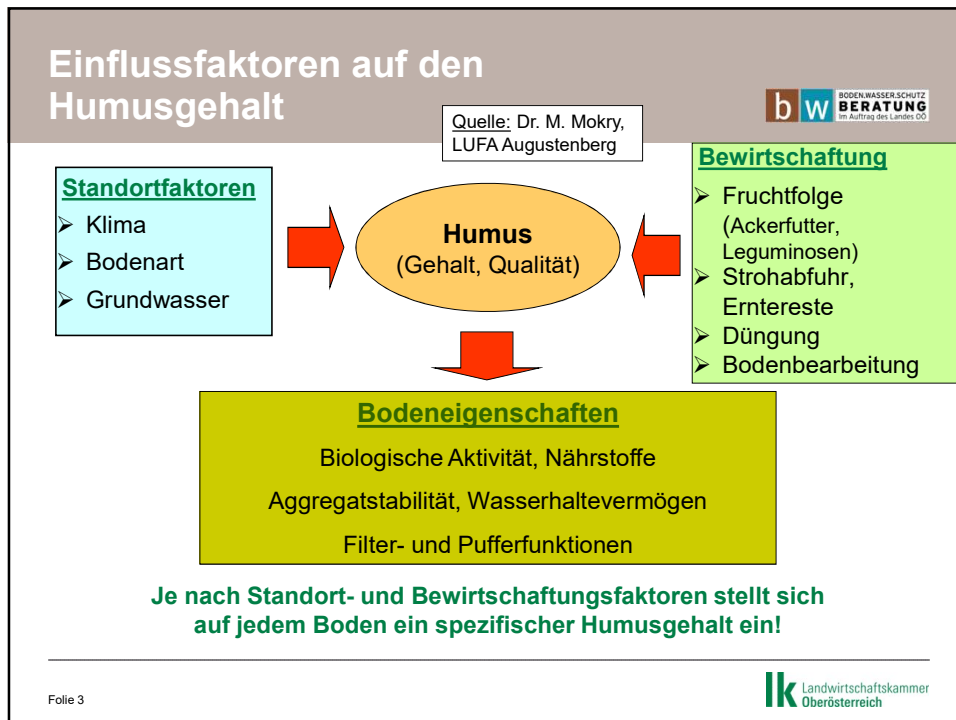 Einflussfaktoren auf den
Humusgehalt
b w
BODEN.WASSER.SCHUTZ
BERATUNG
Im Auftrag des Landes OÖ
Quelle: Dr. M. Mokry,
LUFA Augustenberg
Standortfaktoren
➢ Klima
➢ Bodenart
➢ Grundwasser
Humus
(Gehalt, Qualität)
Bewirtschaftung
➢ Fruchtfolge
(Ackerfutter,
Leguminosen)
➢ Strohabfuhr,
Erntereste
➢ Düngung
➢ Bodenbearbeitung
Bodeneigenschaften
Biologische Aktivität, Nährstoffe
Aggregatstabilität, Wasserhaltevermögen
Filter- und Pufferfunktionen
Je nach Standort- und Bewirtschaftungsfaktoren stellt sich
auf jedem Boden ein spezifischer Humusgehalt ein!
Folie 3
lk Landwirtschaftskammer
Oberösterreich